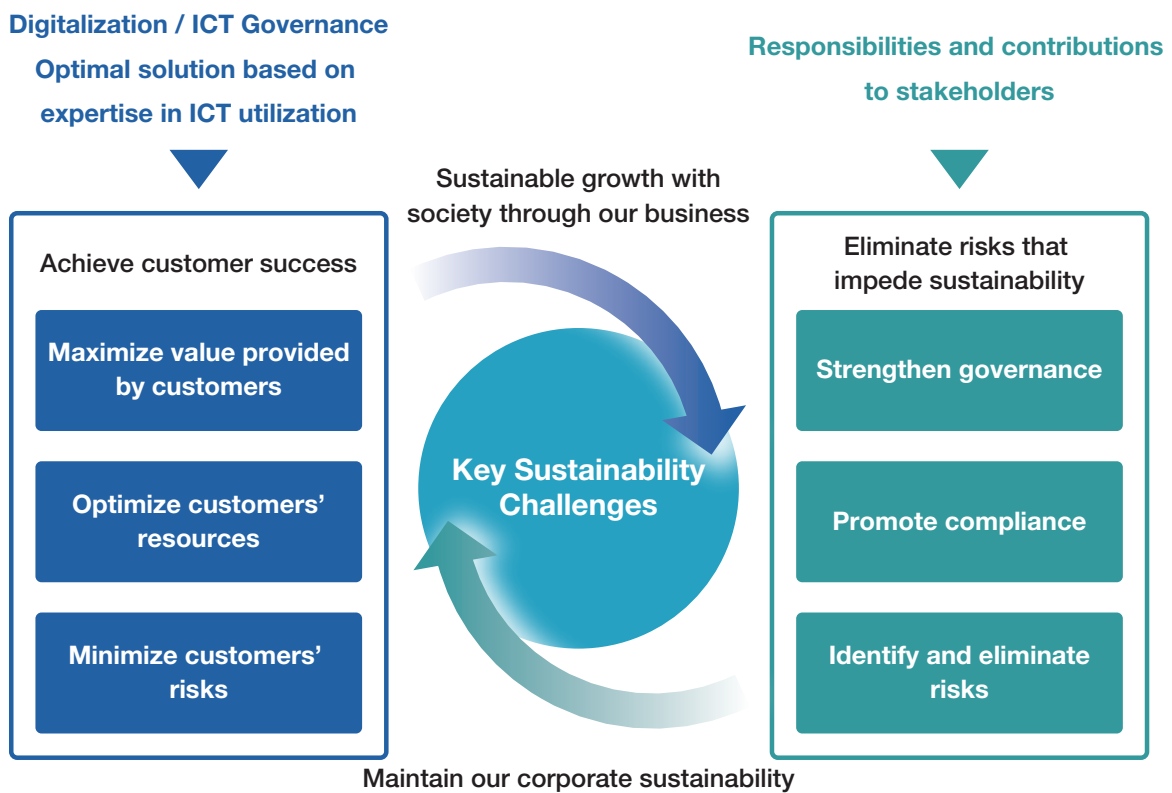 Digitalization / ICT Governance
Optimal solution based on
expertise in ICT utilization
Responsibilities and contributions
to stakeholders
Sustainable growth with
society through our business
Achieve customer success
Maximize value provided
by customers
Optimize customers’
resources
Minimize customers’
risks
Key Sustainability
Challenges
Eliminate risks that
impede sustainability
Strengthen governance
Promote compliance
Identify and eliminate
risks
Maintain our corporate sustainability